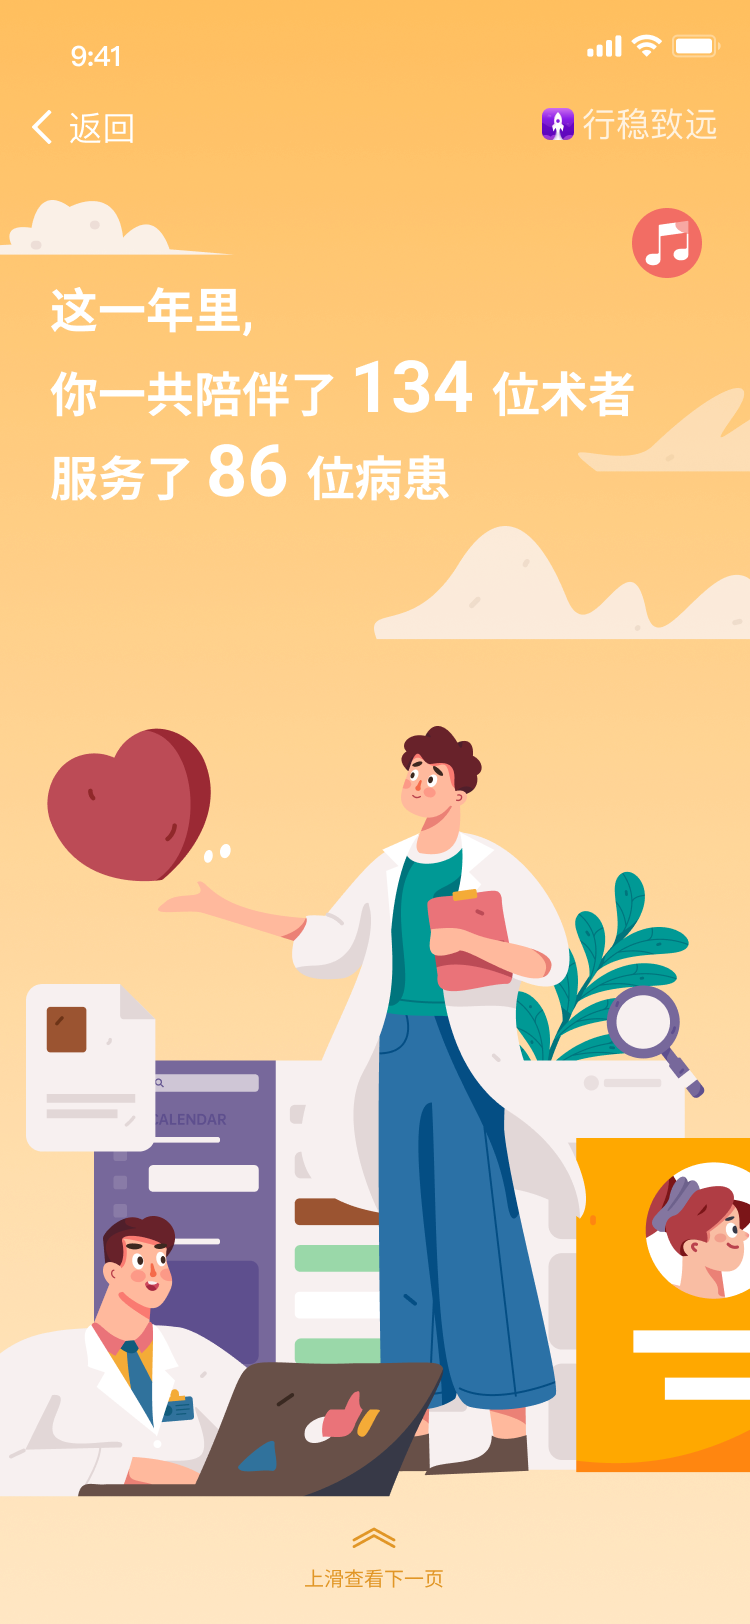 9:41
返回
行稳致远
这一年里,
你一共陪伴了 134 位术者
服务了 86 位病患
CALENDAR
上滑查看下一页